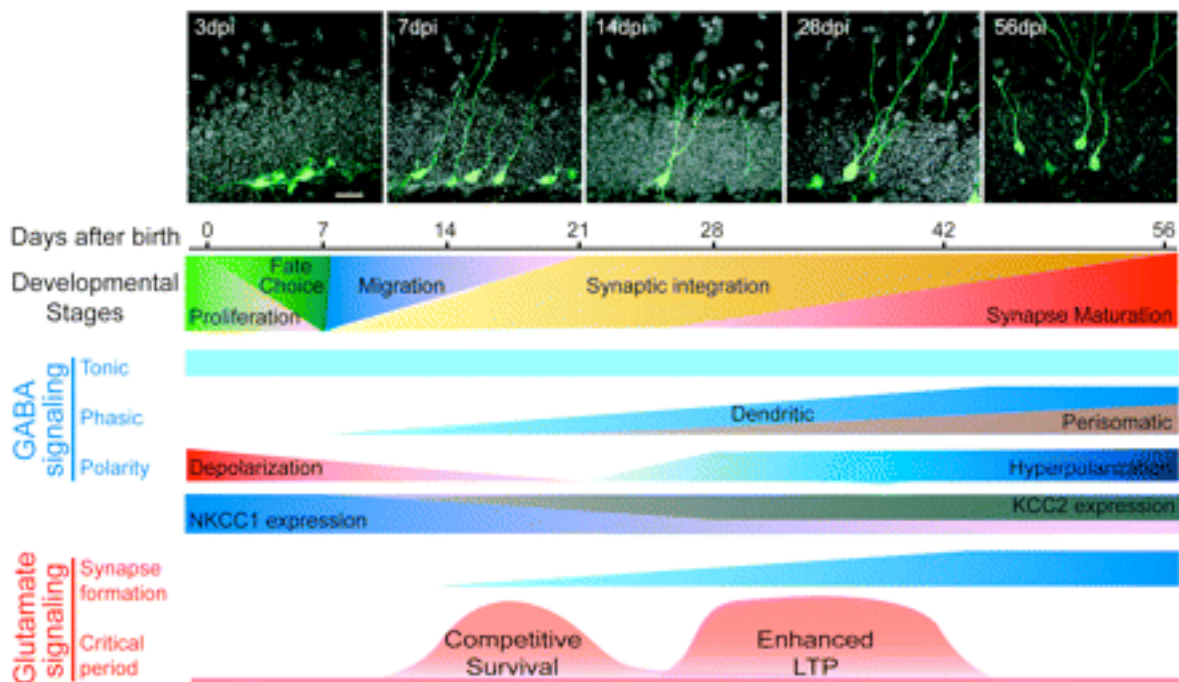 3dpi 7dpi 14dpi 28dpi 56dpi
Days after birth 0 7 14 21 28 42 56
Developmental
Stages
Fate
Choice
Proliferation
Migration
Synaptic integration
Synapse Maturation
GABA
signaling
Tonic
Phasic
Dendritic
Perisomatic
Polarity
Depolarization
Hyperpolarization
NKCC1 expression
KCC2 expression
Glutamate
signaling
Synapse
formation
Critical
period
Competitive
Survival
Enhanced
LTP